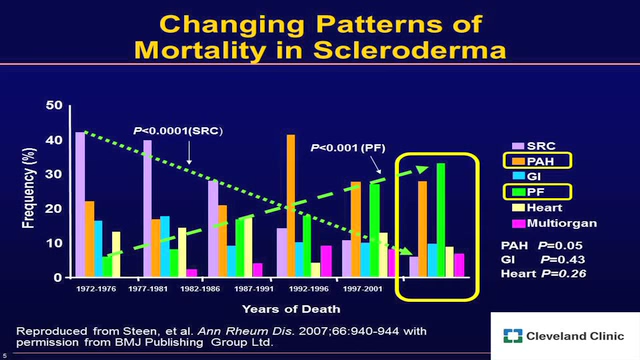 Changing Patterns of
Mortality in Scleroderma
50
40
30
20
10
0
Frequency (%)
P<0.0001(SRC)
P<0.001 (PF)
SRC
PAH
GI
PF
Heart
Multiorgan
PAH P=0.05
GI P=0.43
Heart P=0.26
1972-1976 1977-1981 1982-1986 1987-1991 1992-1996 1997-2001
Years of Death
Reproduced from Steen, et al. Ann Rheum Dis. 2007;66:940-944 with
permission from BMJ Publishing Group Ltd.
Cleveland Clinic
5